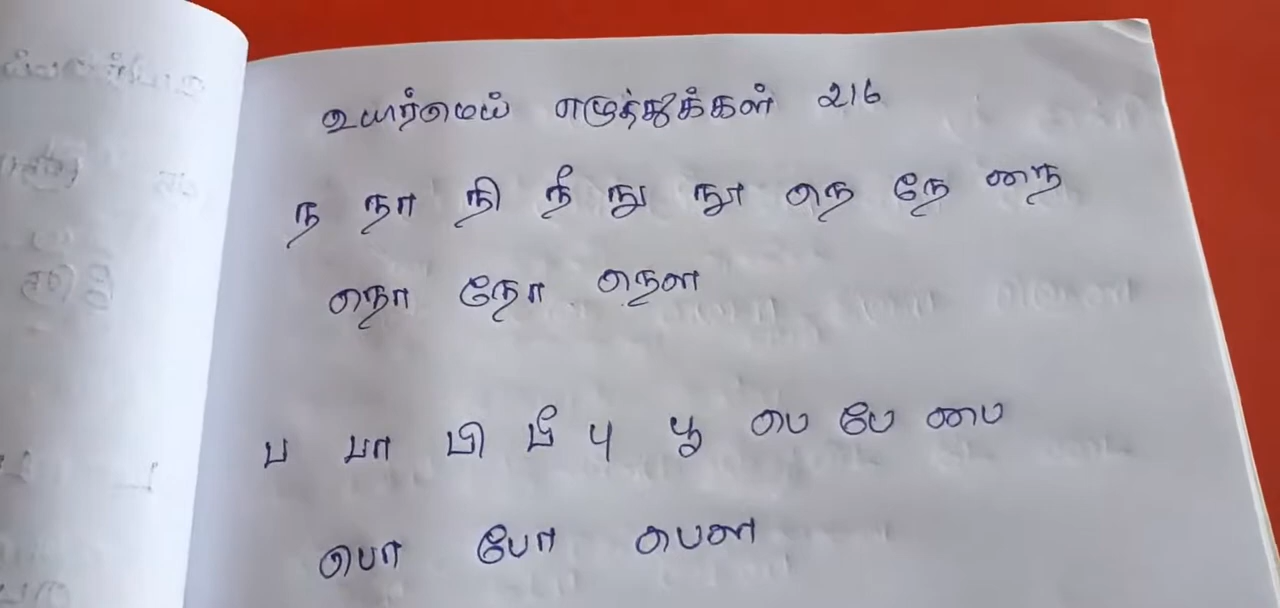 உயிர்மெய் எழுத்துக்கள் 216
ந நா நி நீ நு நூ நெ நே நை
நொ நோ நௌ
ப பா பி பீ பு பூ பெ பே பை
பொ போ பௌ